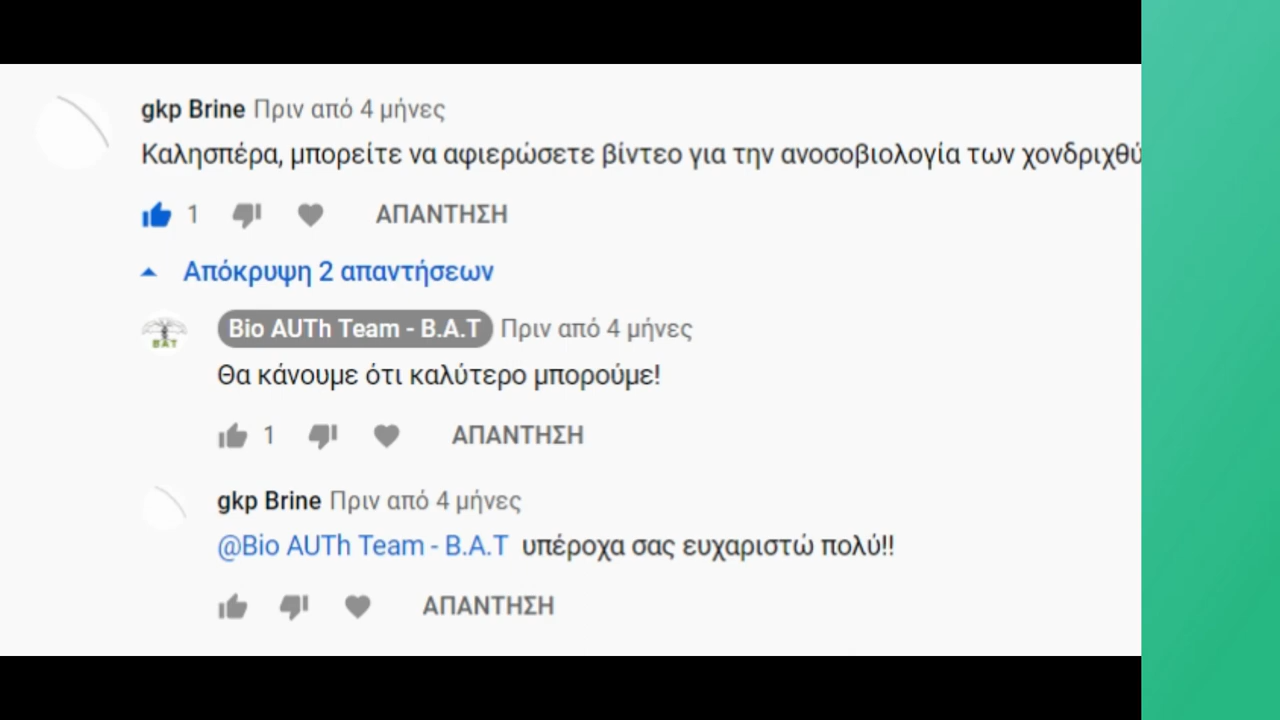 gkp Brine Πριν από 4 μήνες
Καλησπέρα, μπορείτε να αφιερώσετε βίντεο για την ανοσοβιολογία των χονδριχθύ
1 ΑΠΑΝΤΗΣΗ
Απόκρυψη 2 απαντήσεων
Bio AUTh Team - B.A.T Πριν από 4 μήνες
BAT
Θα κάνουμε ότι καλύτερο μπορούμε!
1 ΑΠΑΝΤΗΣΗ
gkp Brine Πριν από 4 μήνες
@Bio AUTh Team - B.A.T υπέροχα σας ευχαριστώ πολύ!!
ΑΠΑΝΤΗΣΗ